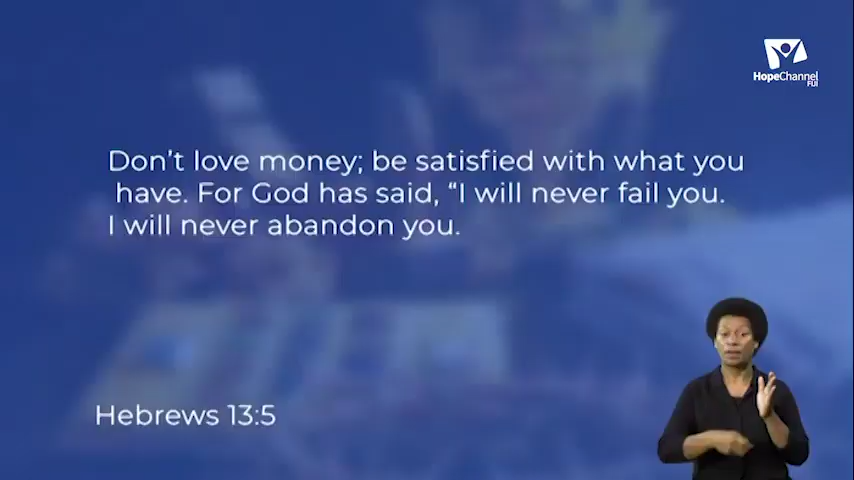 HopeChannel
FIJI
Don't love money; be satisfied with what you
have. For God has said, “I will never fail you.
I will never abandon you.
Hebrews 13:5